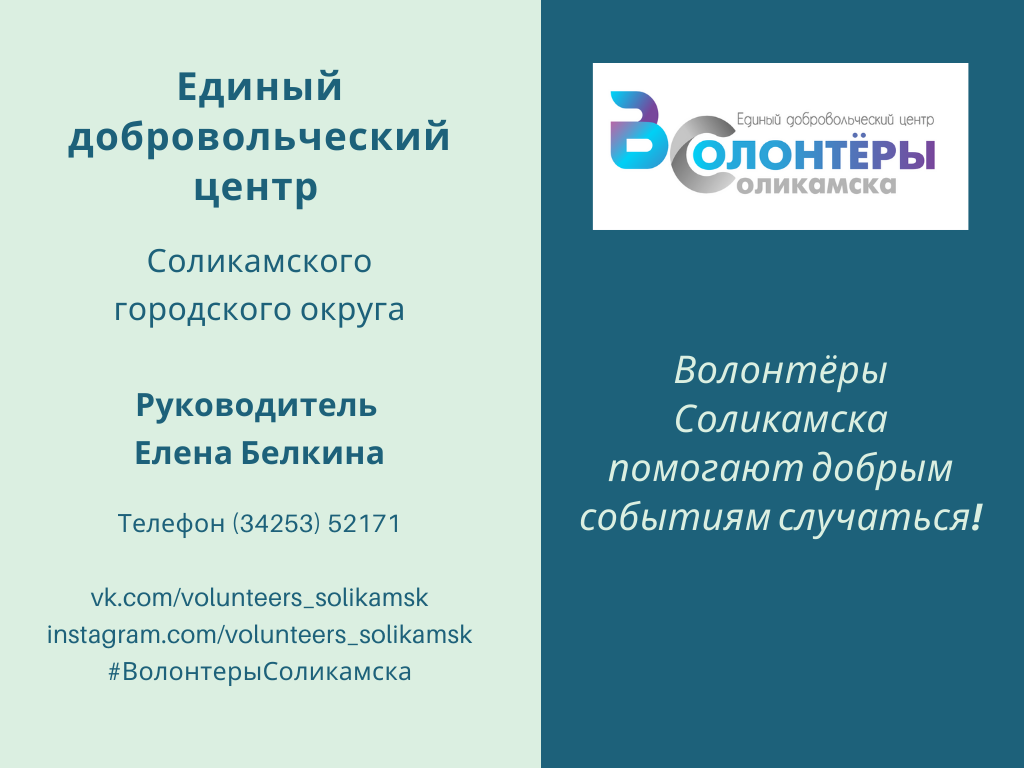 Единый
добровольческий
центр
Соликамского
городского округа
Руководитель
Елена Белкина
Телефон (34253) 52171
vk.com/volunteers_solikamsk
instagram.com/volunteers_solikamsk
#ВолонтерыСоликамска
Единый добровольческий центр
ВОЛОНТЁРЫ
Соликамска
Волонтёры
Соликамска
помогают добрым
событиям случаться!